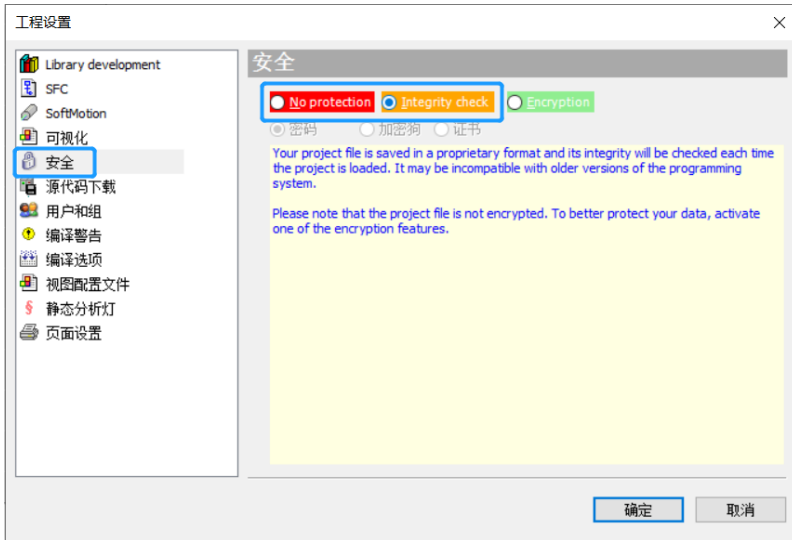 工程设置
Library development
SFC
SoftMotion
可视化
安全
源代码下载
用户和组
编译警告
编译选项
视图配置文件
静态分析灯
页面设置
安全
No protection Integrity check Encryption
密码 加密狗 证书
Your project file is saved in a proprietary format and its integrity will be checked each time
the project is loaded. It may be incompatible with older versions of the programming
system.
Please note that the project file is not encrypted. To better protect your data, activate
one of the encryption features.
确定 取消